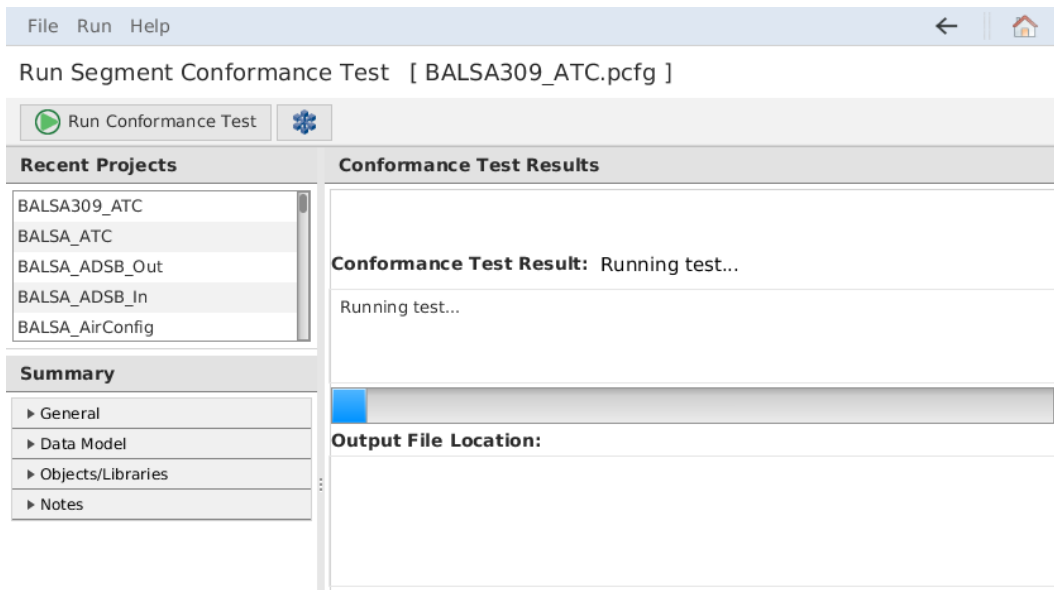 File Run Help
Run Segment Conformance Test [ BALSA309_ATC.pcfg ]
Run Conformance Test
Recent Projects
BALSA309_ATC
BALSA_ATC
BALSA_ADSB_Out
BALSA_ADSB_In
BALSA_AirConfig
Summary
General
Data Model
Objects/Libraries
Notes
Conformance Test Results
Conformance Test Result: Running test...
Running test...
Output File Location: